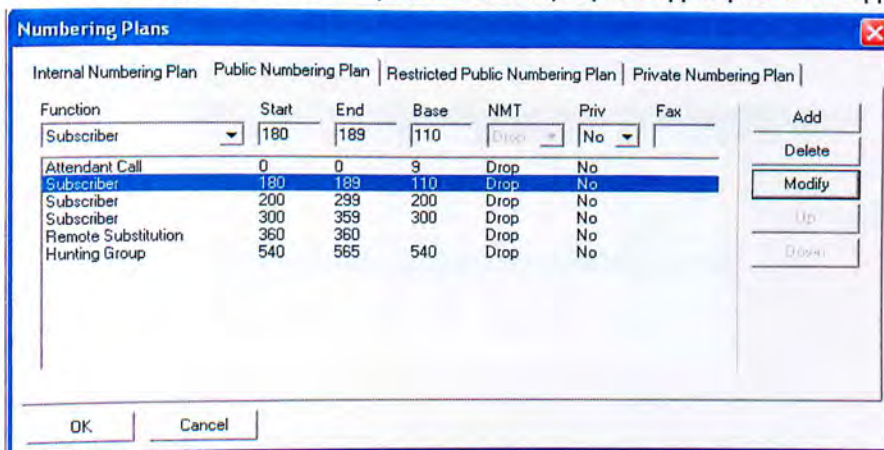 Numbering Plans
Internal Numbering Plan Public Numbering Plan Restricted Public Numbering Plan Private Numbering Plan
Function Start End Base NMT Priv Fax
Subscriber 180 189 110 Drop No
Add
Delete
Modify
Up
Down
Attendant Call 0 0 9 Drop No
Subscriber 180 189 110 Drop No
Subscriber 200 299 200 Drop No
Subscriber 300 359 300 Drop No
Remote Substitution 360 360 Drop No
Hunting Group 540 565 540 Drop No
OK Cancel